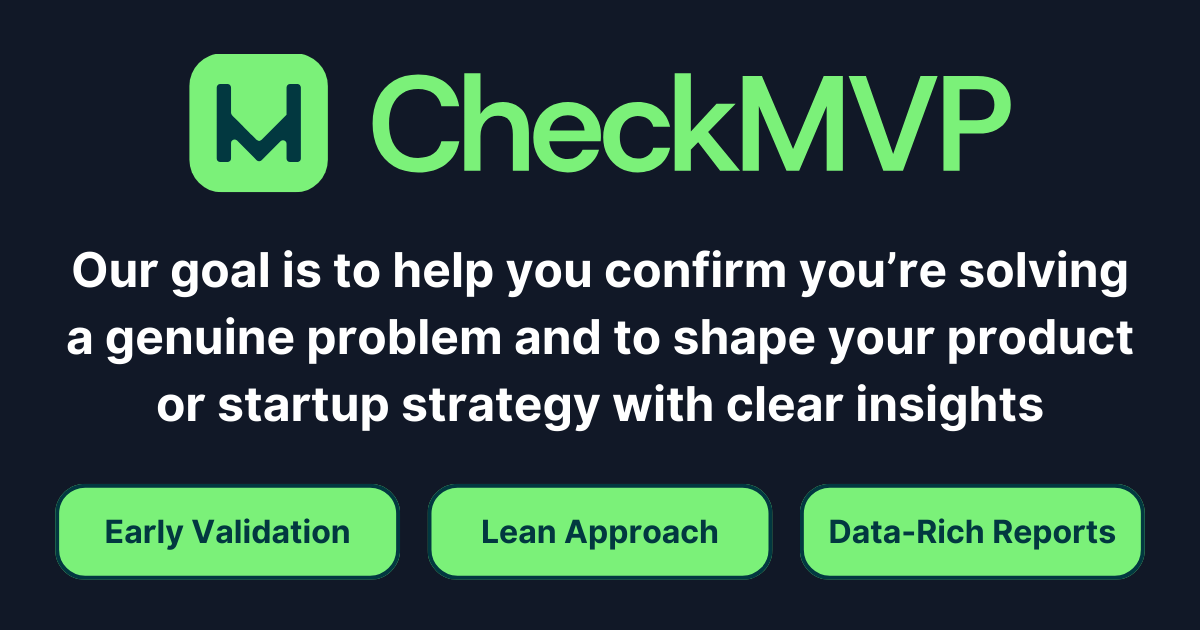 CheckMVP
Our goal is to help you confirm you’re solving
a genuine problem and to shape your product
or startup strategy with clear insights
Early Validation
Lean Approach
Data-Rich Reports